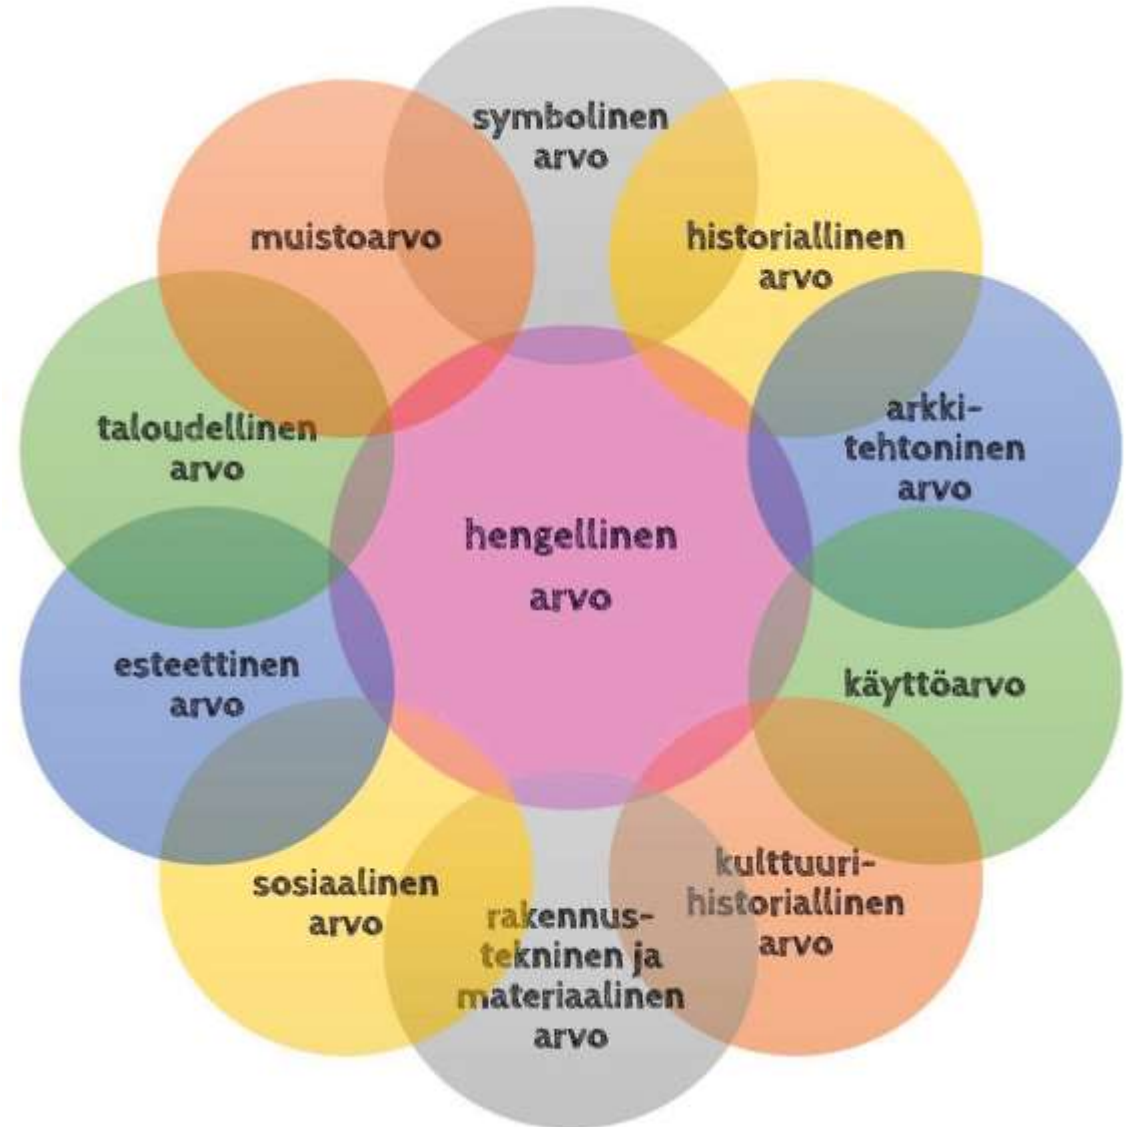 symbolinen
arvo
historiallinen
arvo
arkki-
tehtoninen
arvo
käyttöarvo
kulttuuri-
historiallinen
arvo
rakennus-
tekninen ja
materiaalinen
arvo
sosiaalinen
arvo
esteettinen
arvo
taloudellinen
arvo
muistoarvo
hengellinen
arvo